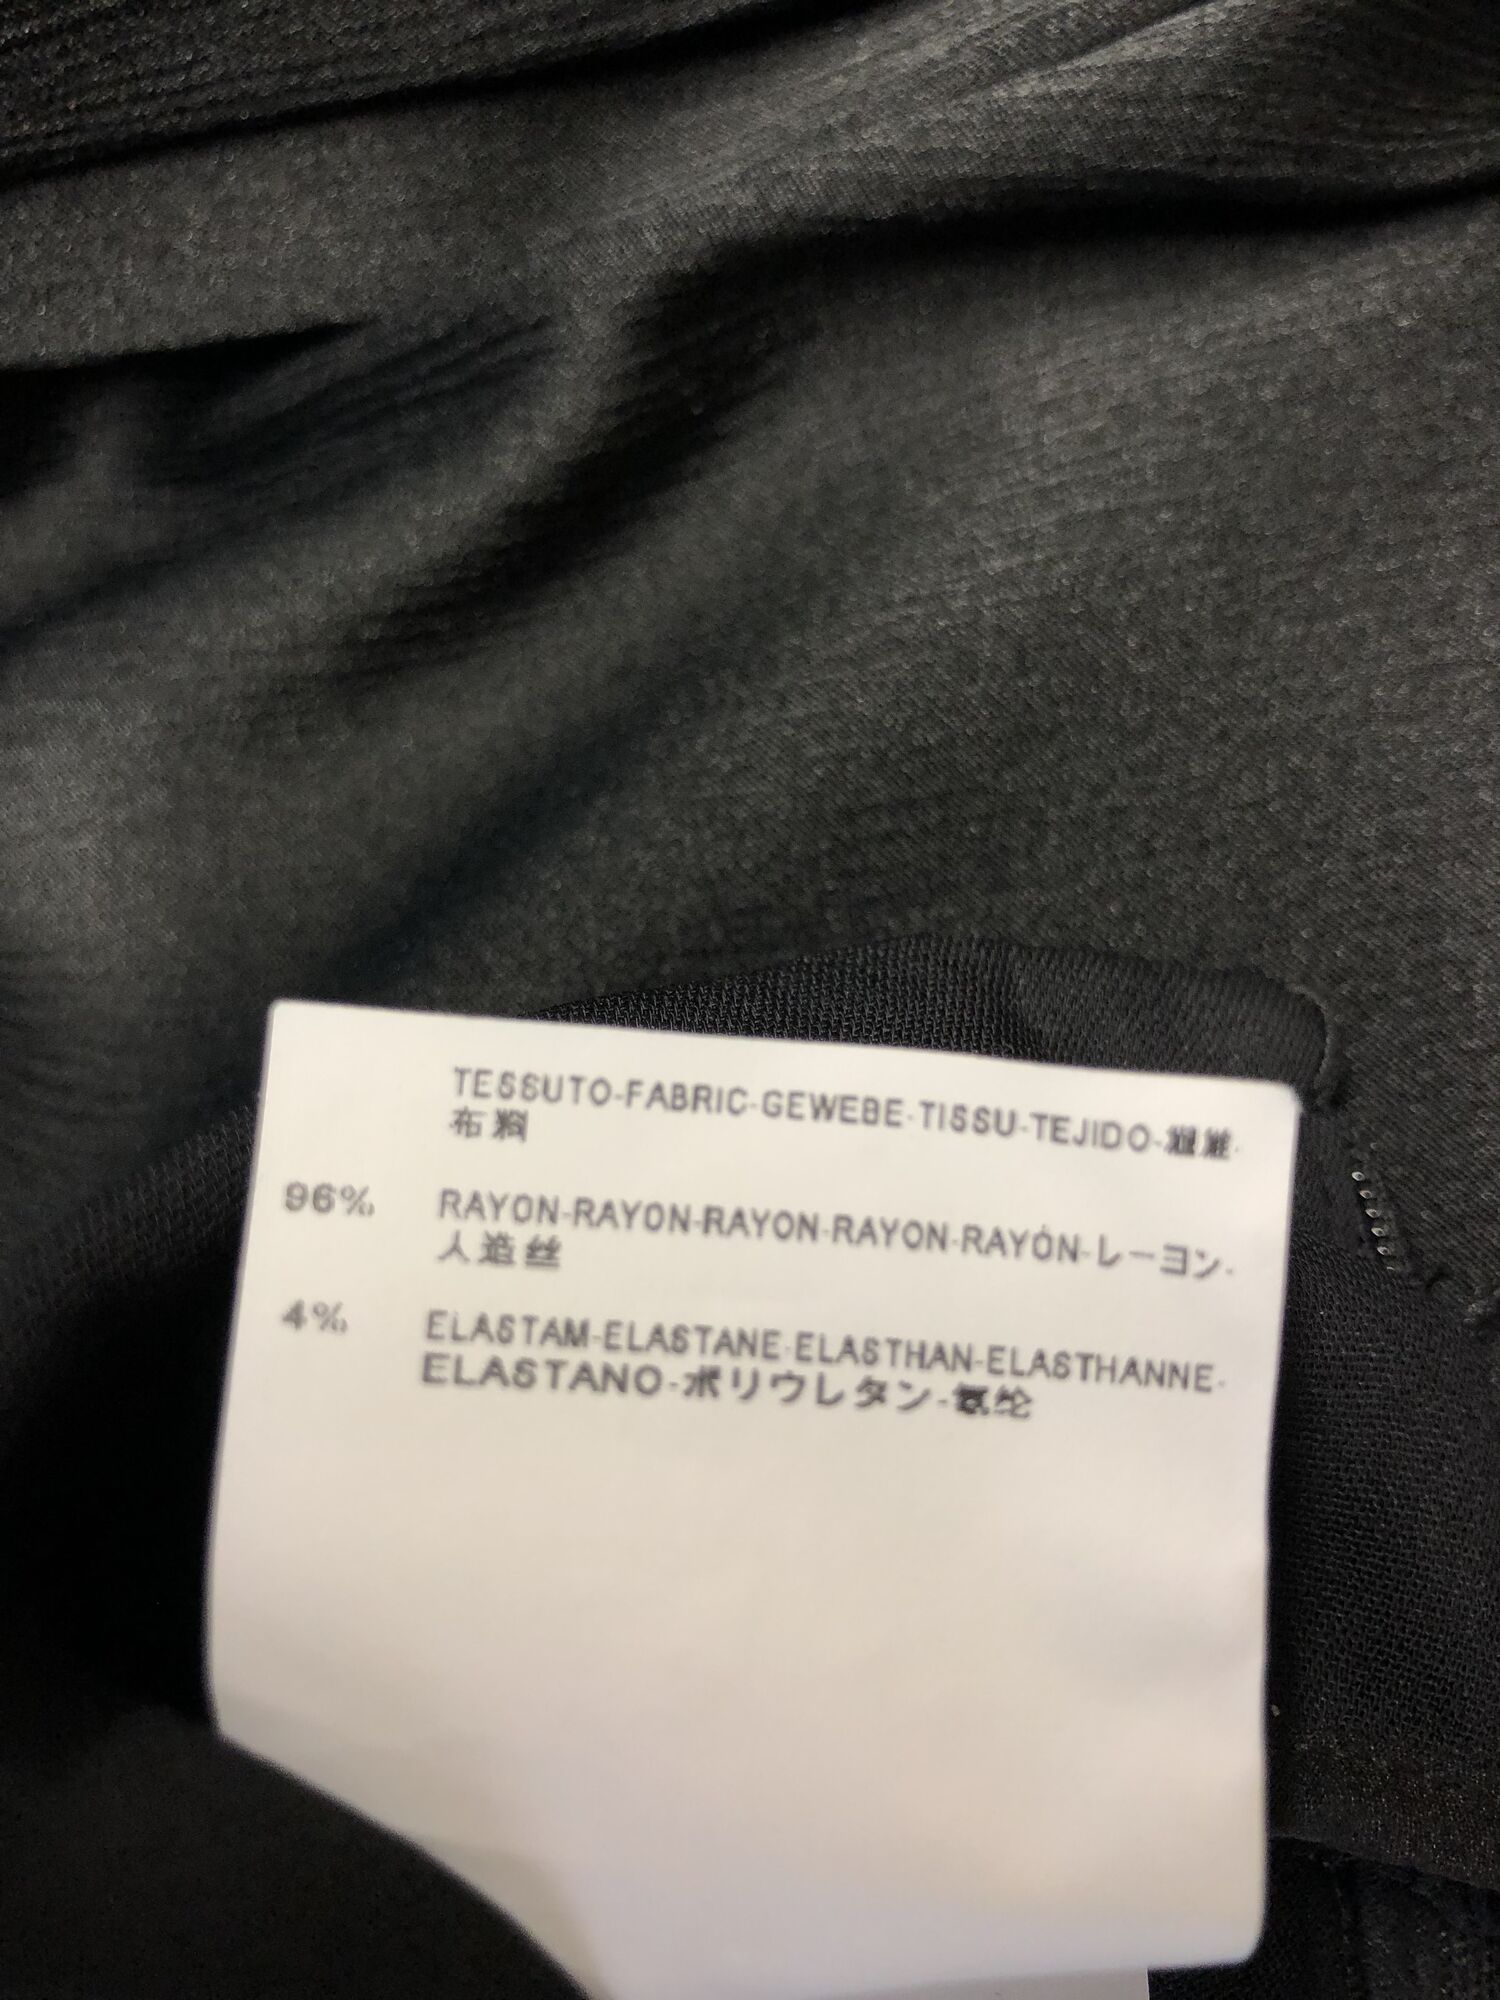 TESSUTO-FABRIC-GEWEBE-TISSU-TEJIDO-
布料
96% RAYON-RAYON-RAYON-RAYON-RAYÓN-レーヨン-
人造丝
4% ELASTAM-ELASTANE-ELASTHAN-ELASTHANNE-
ELASTANO-ポリウレタン-氨纶